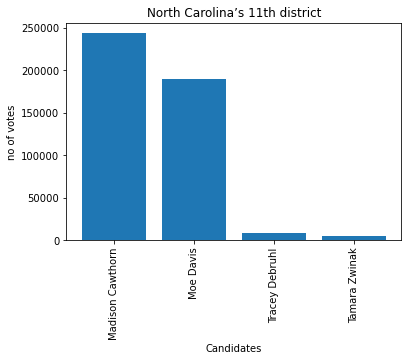 North Carolina’s 11th district
no of votes
250000
200000
150000
100000
50000
0
Madison Cawthorn
Moe Davis
Tracey Debruhl
Tamara Zwinak
Candidates